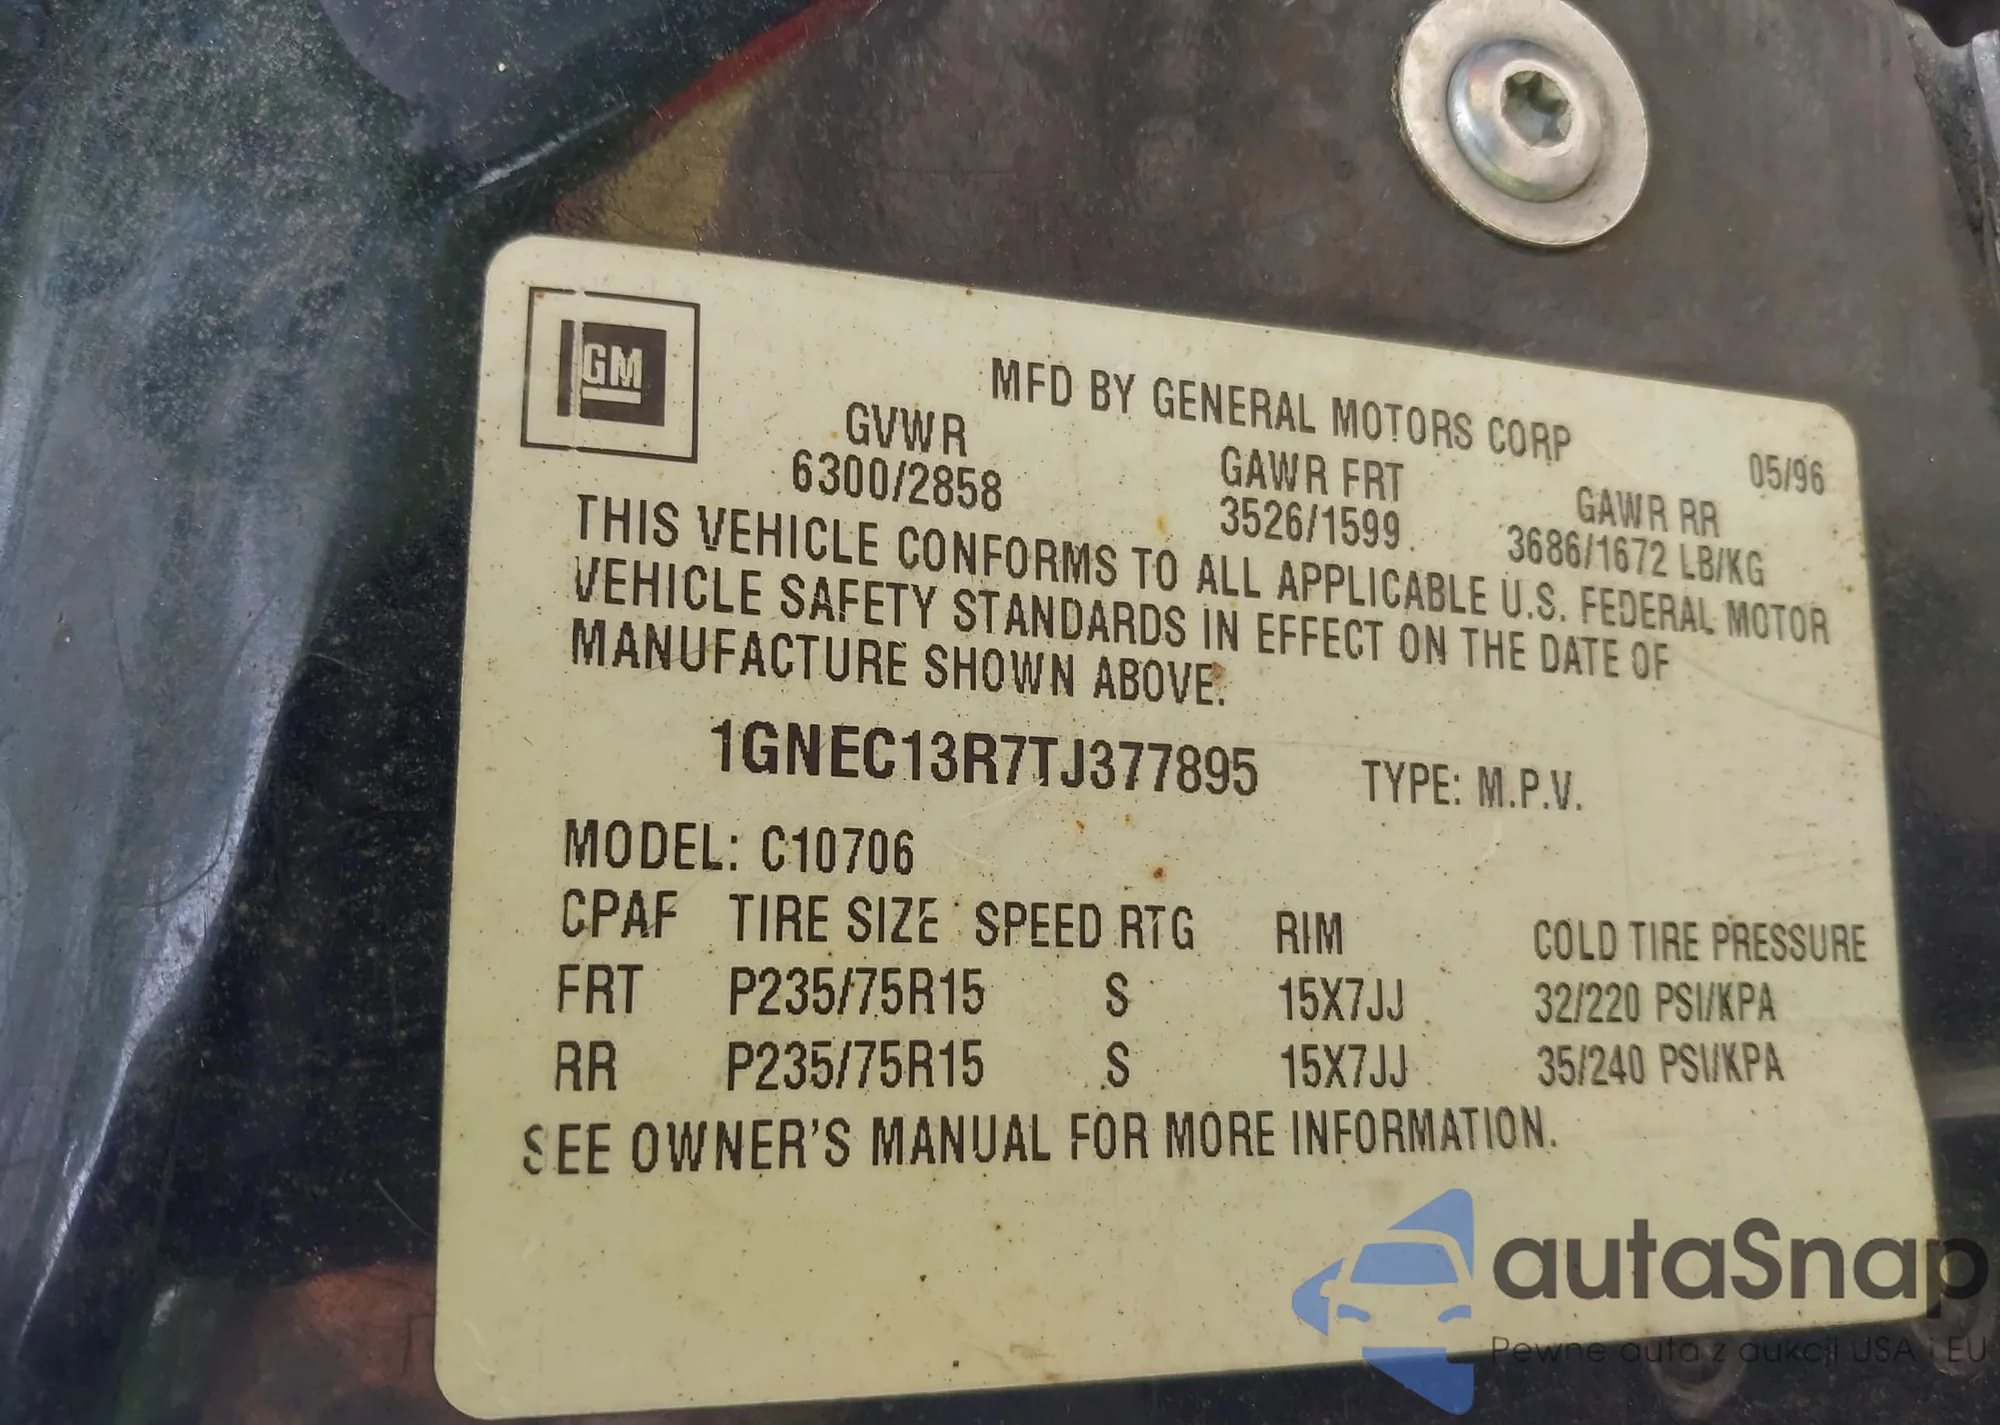 GM
MFD BY GENERAL MOTORS CORP
05/96
GVWR GAWR FRT GAWR RR
6300/2858 3526/1599 3686/1672 LB/KG
THIS VEHICLE CONFORMS TO ALL APPLICABLE U.S. FEDERAL MOTOR
VEHICLE SAFETY STANDARDS IN EFFECT ON THE DATE OF
MANUFACTURE SHOWN ABOVE.
1GNEC13R7TJ377895 TYPE: M.P.V.
MODEL: C10706
CPAF TIRE SIZE SPEED RTG RIM COLD TIRE PRESSURE
FRT P235/75R15 S 15X7JJ 32/220 PSI/KPA
RR P235/75R15 S 15X7JJ 35/240 PSI/KPA
SEE OWNER'S MANUAL FOR MORE INFORMATION.
autaSnap
Pewne auta z aukcji USA i EU